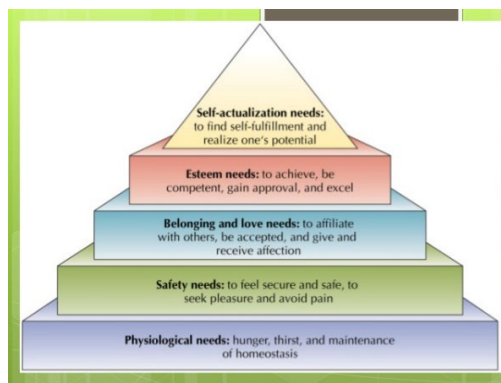 Self-actualization needs:
to find self-fulfillment and
realize one's potential
Esteem needs: to achieve, be
competent, gain approval, and excel
Belonging and love needs: to affiliate
with others, be accepted, and give and
receive affection
Safety needs: to feel secure and safe, to
seek pleasure and avoid pain
Physiological needs: hunger, thirst, and maintenance
of homeostasis